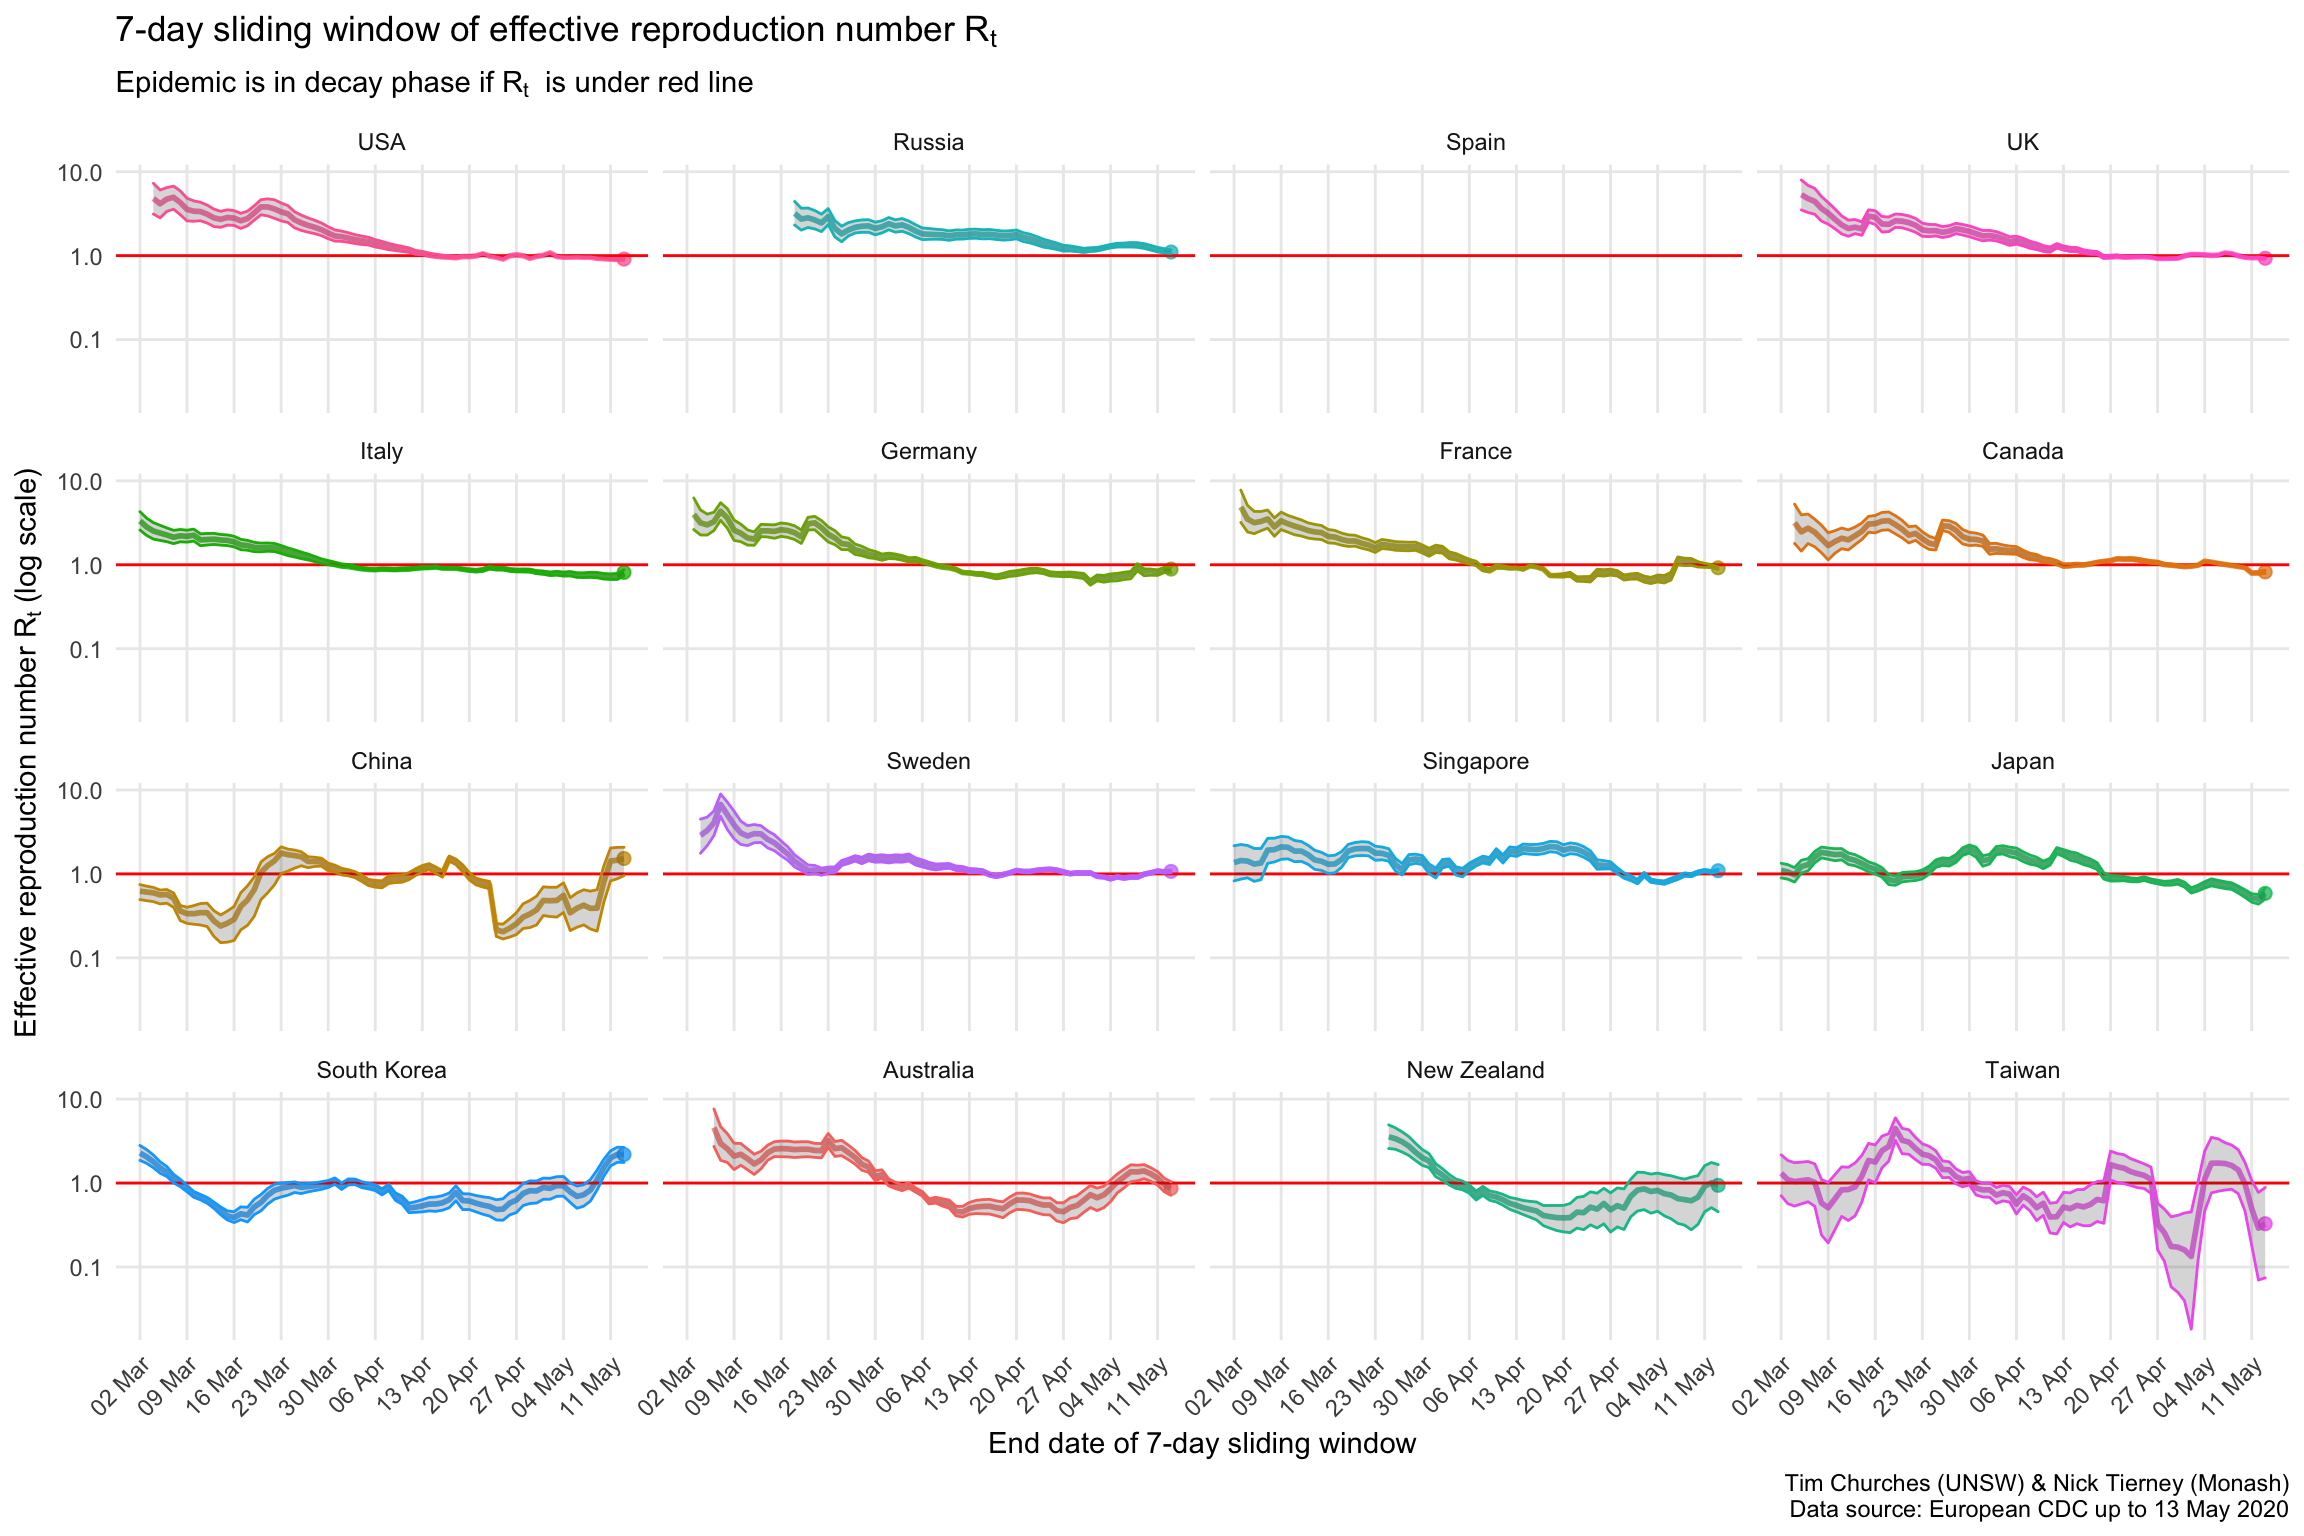 7-day sliding window of effective reproduction number Rt
Epidemic is in decay phase if Rt is under red line
Effective reproduction number Rt (log scale)
USA
Russia
Spain
UK
10.0
1.0
0.1
Italy
Germany
France
Canada
10.0
1.0
0.1
China
Sweden
Singapore
Japan
10.0
1.0
0.1
South Korea
Australia
New Zealand
Taiwan
10.0
1.0
0.1
02 Mar
09 Mar
16 Mar
23 Mar
30 Mar
06 Apr
13 Apr
20 Apr
27 Apr
04 May
11 May
02 Mar
09 Mar
16 Mar
23 Mar
30 Mar
06 Apr
13 Apr
20 Apr
27 Apr
04 May
11 May
02 Mar
09 Mar
16 Mar
23 Mar
30 Mar
06 Apr
13 Apr
20 Apr
27 Apr
04 May
11 May
02 Mar
09 Mar
16 Mar
23 Mar
30 Mar
06 Apr
13 Apr
20 Apr
27 Apr
04 May
11 May
End date of 7-day sliding window
Tim Churches (UNSW) & Nick Tierney (Monash)
Data source: European CDC up to 13 May 2020